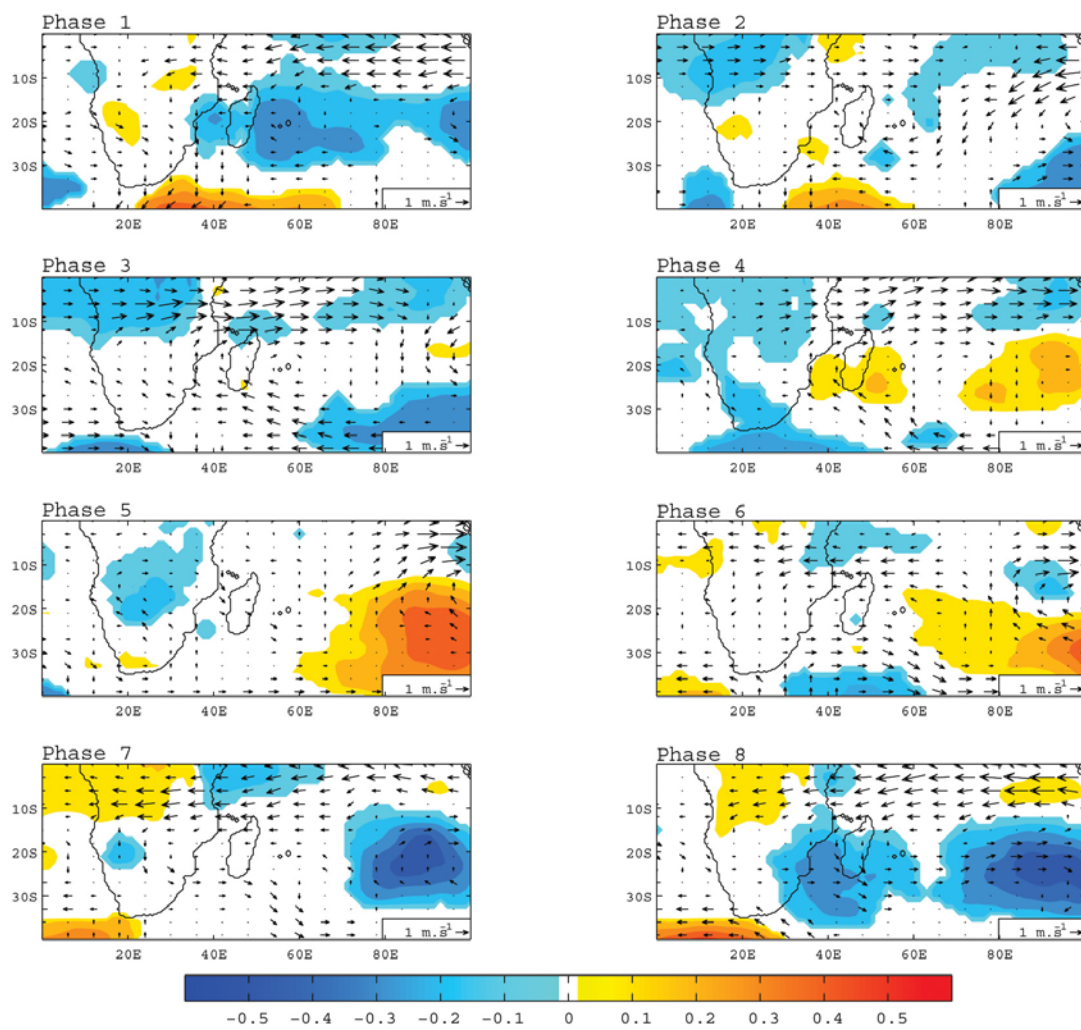 Phase 1
Phase 2
10S
20S
30S
1 m.s-1
20E 40E 60E 80E
10S
20S
30S
1 m.s-1
20E 40E 60E 80E
Phase 3
Phase 4
10S
20S
30S
1 m.s-1
20E 40E 60E 80E
10S
20S
30S
1 m.s-1
20E 40E 60E 80E
Phase 5
Phase 6
10S
20S
30S
1 m.s-1
20E 40E 60E 80E
10S
20S
30S
1 m.s-1
20E 40E 60E 80E
Phase 7
Phase 8
10S
20S
30S
1 m.s-1
20E 40E 60E 80E
10S
20S
30S
1 m.s-1
20E 40E 60E 80E
-0.5 -0.4 -0.3 -0.2 -0.1 0 0.1 0.2 0.3 0.4 0.5